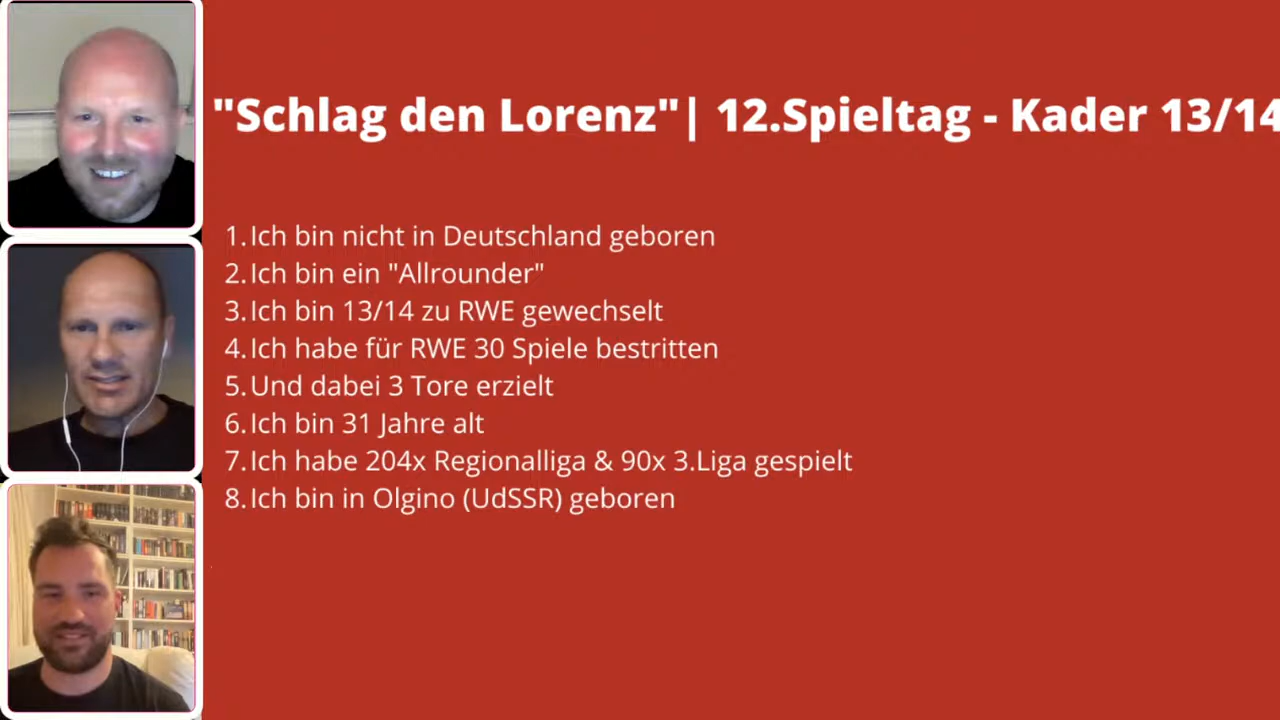 "Schlag den Lorenz"| 12.Spieltag - Kader 13/14
1.Ich bin nicht in Deutschland geboren
2.Ich bin ein "Allrounder"
3.Ich bin 13/14 zu RWE gewechselt
4.Ich habe für RWE 30 Spiele bestritten
5.Und dabei 3 Tore erzielt
6.Ich bin 31 Jahre alt
7.Ich habe 204x Regionalliga & 90x 3.Liga gespielt
8.Ich bin in Olgino (UdSSR) geboren